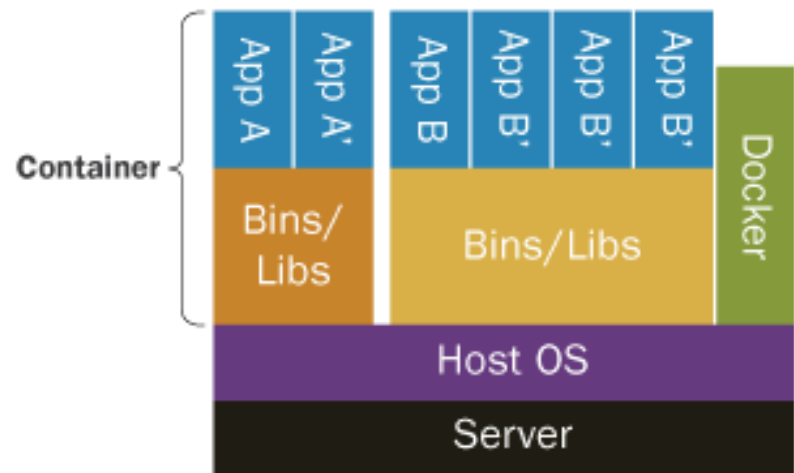 App A
App A'
App B
App B'
App B'
App B'
Docker
Container
Bins/
Libs
Bins/Libs
Host OS
Server